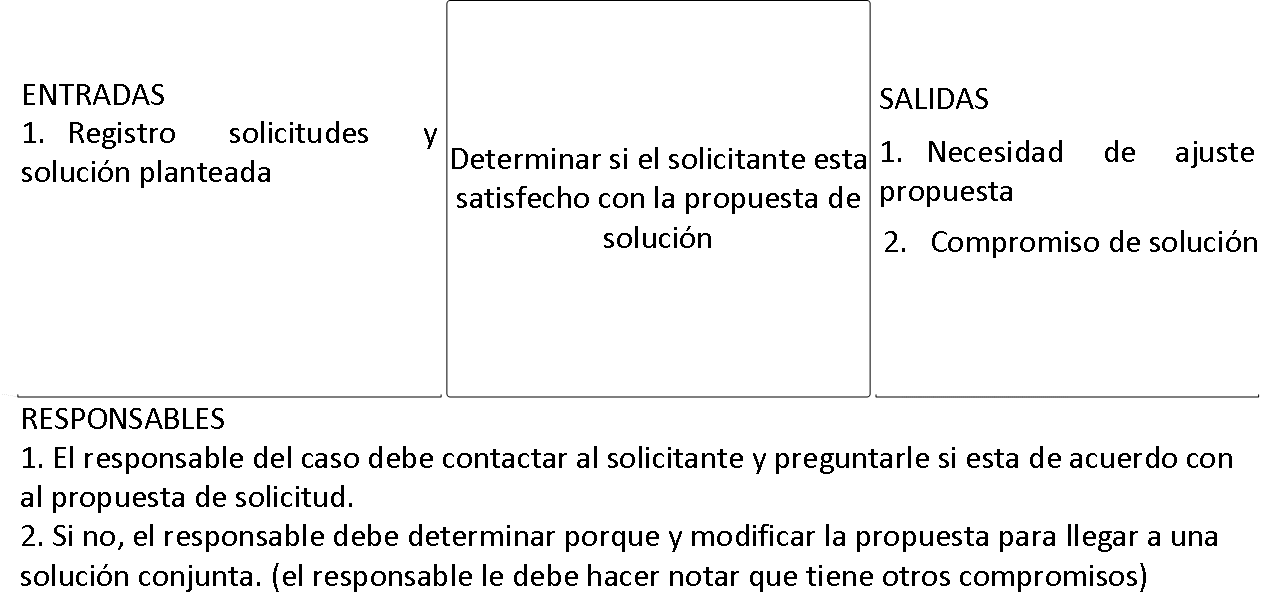 ENTRADAS
1. Registro solicitudes y
solución planteada
Determinar si el solicitante esta
satisfecho con la propuesta de
solución
SALIDAS
1. Necesidad de ajuste
propuesta
2. Compromiso de solución
RESPONSABLES
1. El responsable del caso debe contactar al solicitante y preguntarle si esta de acuerdo con
al propuesta de solicitud.
2. Si no, el responsable debe determinar porque y modificar la propuesta para llegar a una
solución conjunta. (el responsable le debe hacer notar que tiene otros compromisos)